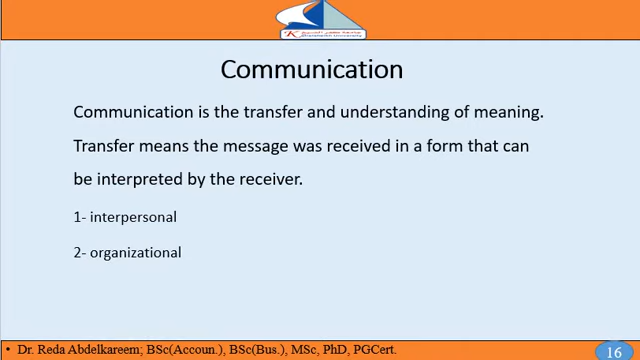 Communication
Communication is the transfer and understanding of meaning.
Transfer means the message was received in a form that can
be interpreted by the receiver.
1- interpersonal
2- organizational
• Dr. Reda Abdelkareem; BSc(Accoun.), BSc(Bus.), MSc, PhD, PGCert.
16